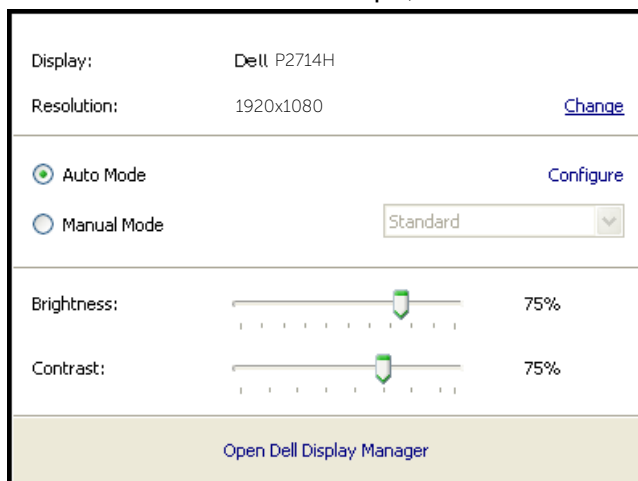 Display: Dell P2714H
Resolution: 1920x1080 Change
Auto Mode Configure
Manual Mode Standard
Brightness: 75%
Contrast: 75%
Open Dell Display Manager